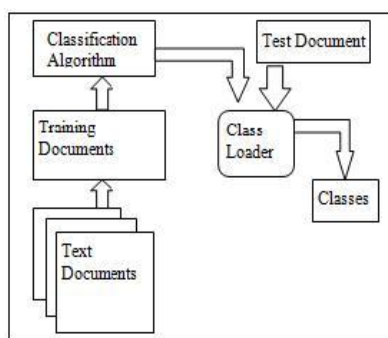 Classification
Algorithm
Test Document
Training
Documents
Class
Loader
Classes
Text
Documents